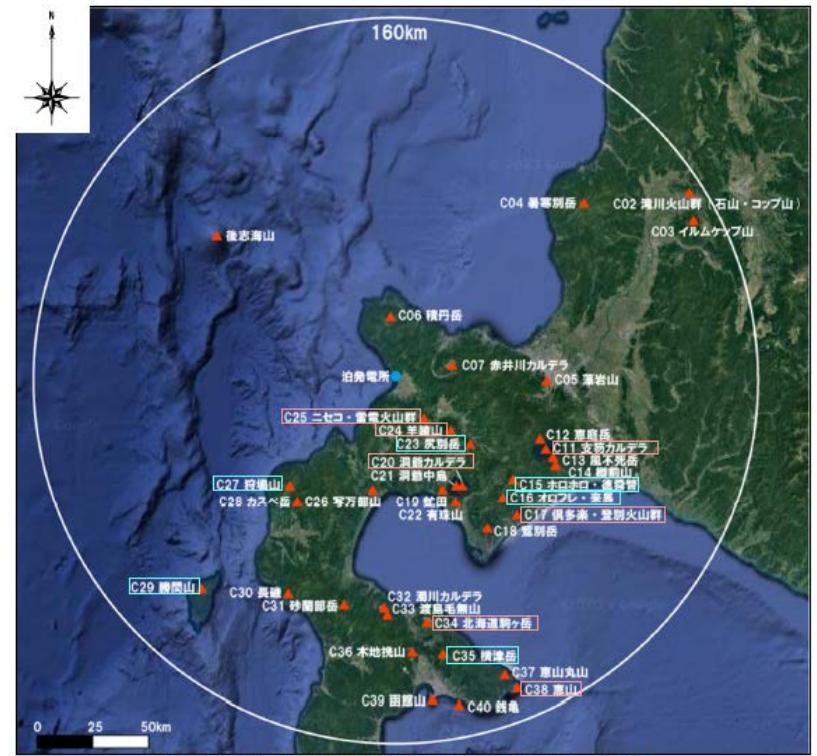 N
160km
C04 暑寒別岳
C02 滝川火山群（石山・コップ山）
C03 イルムケップ山
後志海山
C06 積丹岳
C07 赤井川カルデラ
泊発電所
C05 藻岩山
C25 ニセコ・雷電火山群
C24 羊蹄山
C23 尻別岳
C12 恵庭岳
C11 支笏カルデラ
C13 風不死岳
C14 樽前山
C20 洞爺カルデラ
C21 洞爺中島
C15 ホロホロ・徳舜瞥
C27 狩場山
C16 オロフレ・来馬
C28 カスベ岳
C26 写万部山
C19 虻田
C22 有珠山
C17 倶多楽・登別火山群
C18 鷲別岳
C29 勝澗山
C30 長磯
C31 砂蘭部岳
C32 濁川カルデラ
C33 渡島毛無山
C34 北海道駒ヶ岳
C36 木地挽山
C35 横津岳
C37 恵山丸山
C38 恵山
C39 函館山
C40 銭亀
0 25 50km